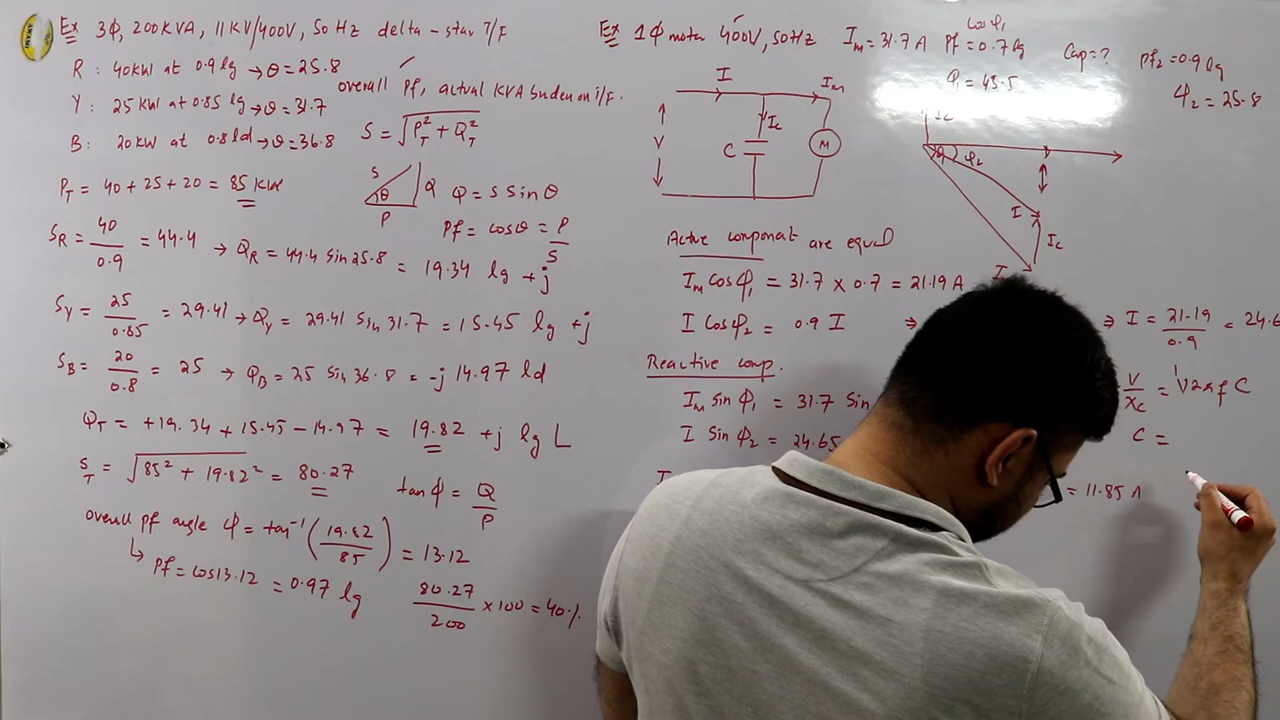 Ex 3Φ, 200KVA, 11KV/400V, 50Hz delta-star T/F
R : 40KW at 0.9 lg → θ = 25.8
Y : 25 KW at 0.85 lg → θ = 31.7
B : 20KW at 0.8 ld → θ = 36.8
overall Pf, actual KVA burden on T/F.
S = √(P_T² + Q_T²)
P_T = 40 + 25 + 20 = 85 KW
S
Q
θ
P
Q = S Sin θ
Pf = cosθ = P/S
S_R = 40/0.9 = 44.4 → Q_R = 44.4 sin 25.8 = 19.34 lg +j
S_Y = 25/0.85 = 29.41 → Q_Y = 29.41 Sin 31.7 = 15.45 lg +j
S_B = 20/0.8 = 25 → Q_B = 25 Sin 36.8 = -j 14.97 ld
Q_T = +19.34 + 15.45 - 14.97 = 19.82 +j lg L
S_T = √(85² + 19.82²) = 80.27
tan φ = Q/P
overall pf angle φ = tan⁻¹(19.82/85) = 13.12
↳ Pf = cos13.12 = 0.97 lg
80.27/200 × 100 = 40%
Ex 1Φ motor 400V, 50Hz I_m = 31.7 A Pf = 0.7 lg Cap = ? Pf₂ = 0.9 lg
cos φ₁
φ₁ = 45.5
φ₂ = 25.8
I
I_m
I_c
V
C
M
I_c
φ₂
I
I_c
Active component are equal
I_m cos φ₁ = 31.7 × 0.7 = 21.19 A
I cos φ₂ = 0.9 I ⇒
⇒ I = 21.19/0.9 = 24.6
Reactive comp.
I_m sin φ₁ = 31.7 Sin
I Sin φ₂ = 24.65
V/X_C = V2πf C
C =
= 11.85 A